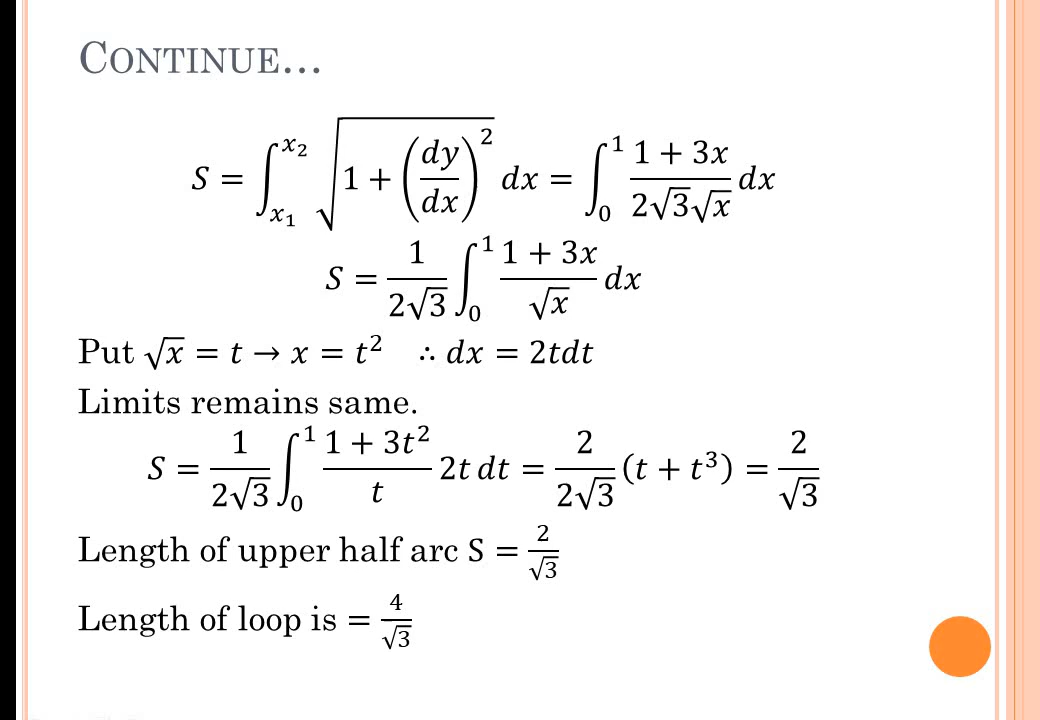 CONTINUE…
S = ∫_{x₁}^{x₂} √(1 + (dy/dx)²) dx = ∫₀¹ (1 + 3x)/(2√3√x) dx
S = 1/(2√3) ∫₀¹ (1 + 3x)/√x dx
Put √x = t → x = t² ∴ dx = 2tdt
Limits remains same.
S = 1/(2√3) ∫₀¹ (1 + 3t²)/t 2t dt = 2/(2√3) (t + t³) = 2/√3
Length of upper half arc S = 2/√3
Length of loop is = 4/√3